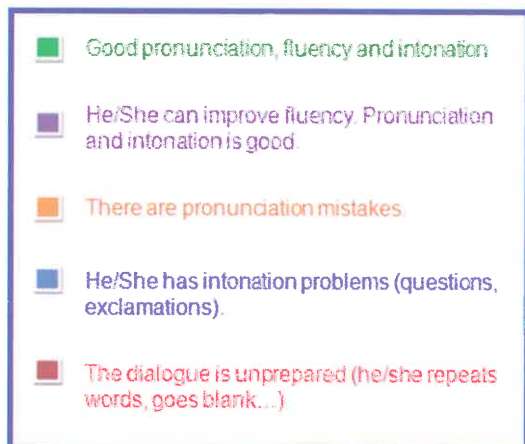 Good pronunciation, fluency and intonation
He/She can improve fluency. Pronunciation
and intonation is good.
There are pronunciation mistakes.
He/She has intonation problems (questions,
exclamations).
The dialogue is unprepared (he/she repeats
words, goes blank...)